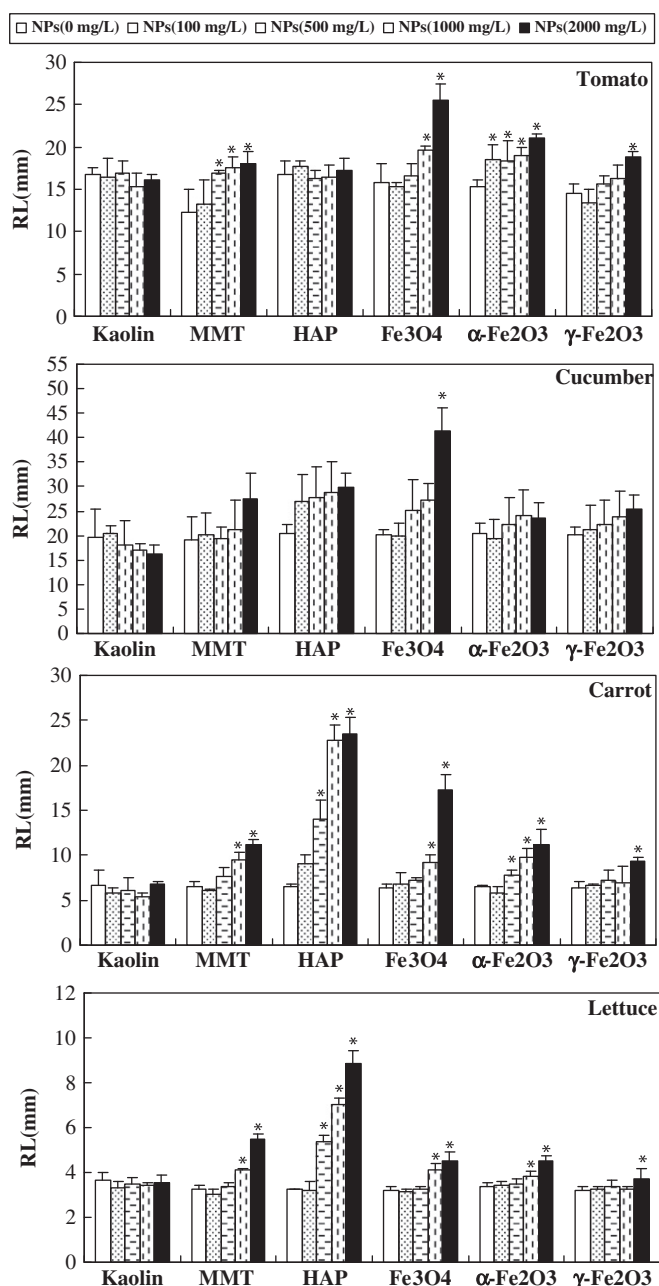 NPs(0 mg/L) NPs(100 mg/L) NPs(500 mg/L) NPs(1000 mg/L) NPs(2000 mg/L)
Tomato
RL(mm)
30
25
20
15
10
5
0
* * * * * * * * * *
Kaolin MMT HAP Fe3O4 α-Fe2O3 γ-Fe2O3
Cucumber
RL(mm)
55
50
45
40
35
30
25
20
15
10
5
0
*
Kaolin MMT HAP Fe3O4 α-Fe2O3 γ-Fe2O3
Carrot
RL(mm)
30
25
20
15
10
5
0
* * * * * * * * * * *
Kaolin MMT HAP Fe3O4 α-Fe2O3 γ-Fe2O3
Lettuce
RL(mm)
12
10
8
6
4
2
0
* * * * * * * * * *
Kaolin MMT HAP Fe3O4 α-Fe2O3 γ-Fe2O3